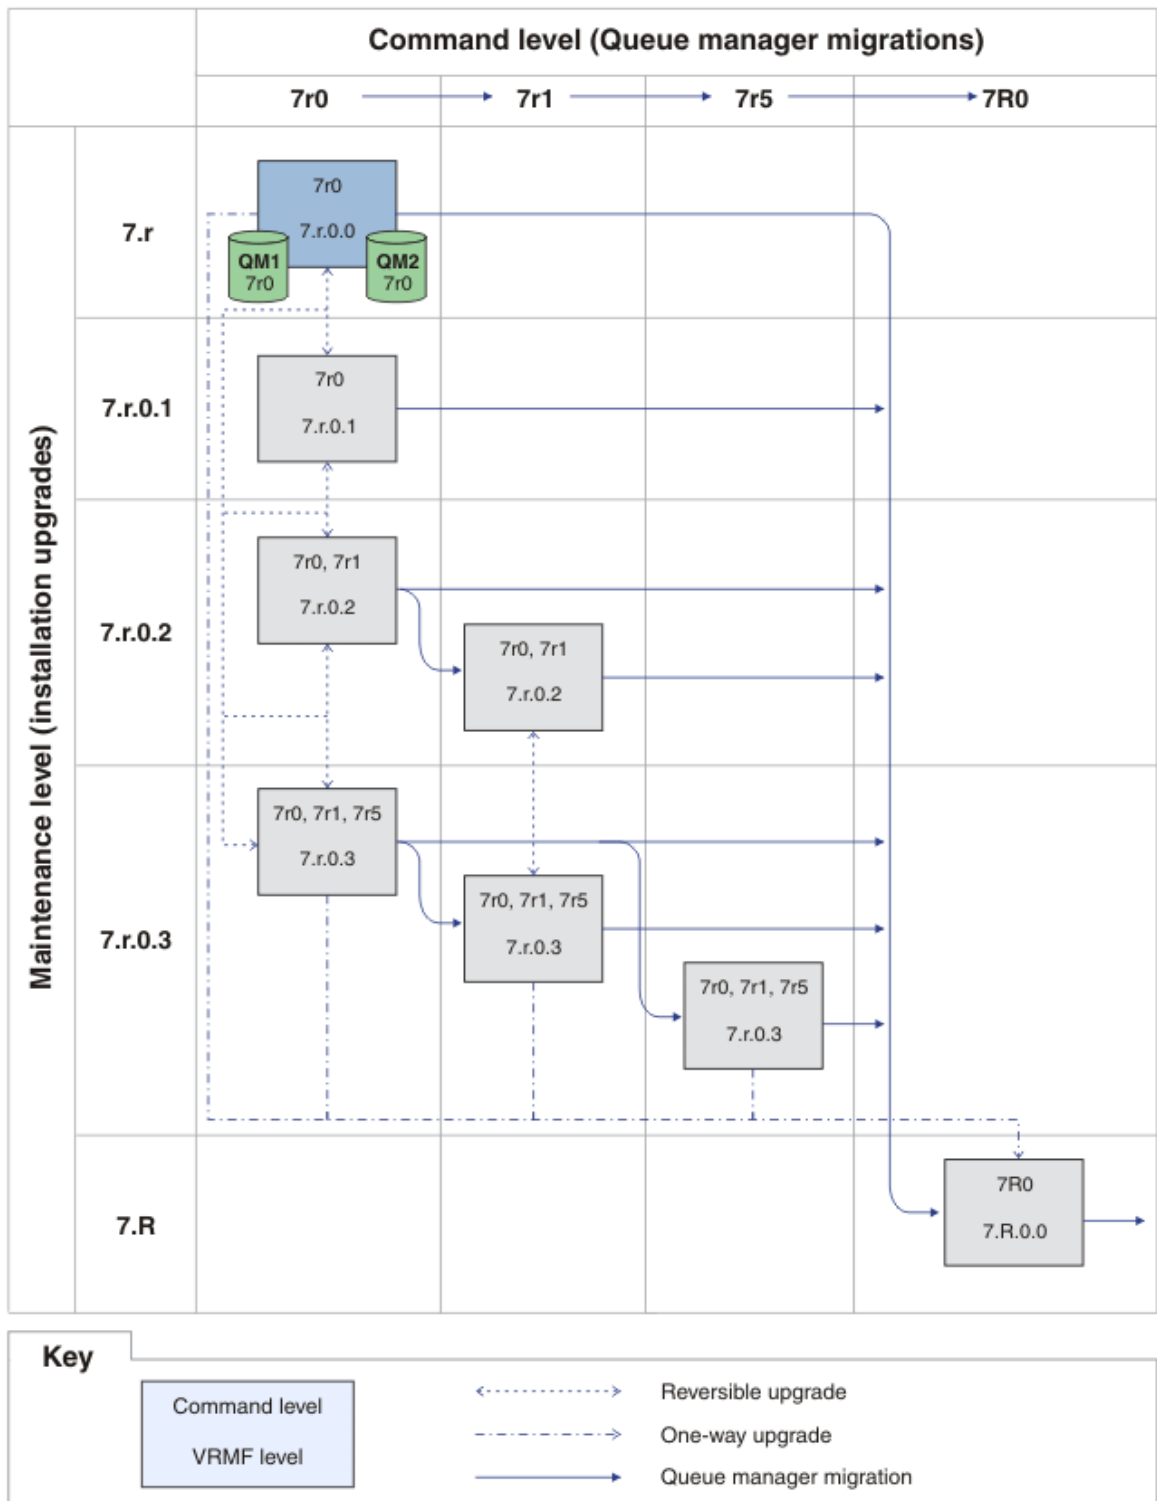 Command level (Queue manager migrations)
7r0
7r1
7r5
7R0
Maintenance level (installation upgrades)
7.r
7r0
7.r.0.0
QM1
7r0
QM2
7r0
7.r.0.1
7r0
7.r.0.1
7.r.0.2
7r0, 7r1
7.r.0.2
7r0, 7r1
7.r.0.2
7.r.0.3
7r0, 7r1, 7r5
7.r.0.3
7r0, 7r1, 7r5
7.r.0.3
7r0, 7r1, 7r5
7.r.0.3
7.R
7R0
7.R.0.0
Key
Command level
VRMF level
Reversible upgrade
One-way upgrade
Queue manager migration